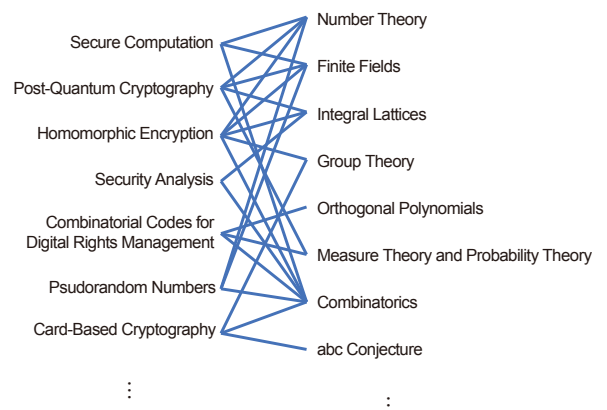 Secure Computation
Post-Quantum Cryptography
Homomorphic Encryption
Security Analysis
Combinatorial Codes for
Digital Rights Management
Psudorandom Numbers
Card-Based Cryptography
⋮
Number Theory
Finite Fields
Integral Lattices
Group Theory
Orthogonal Polynomials
Measure Theory and Probability Theory
Combinatorics
abc Conjecture
⋮